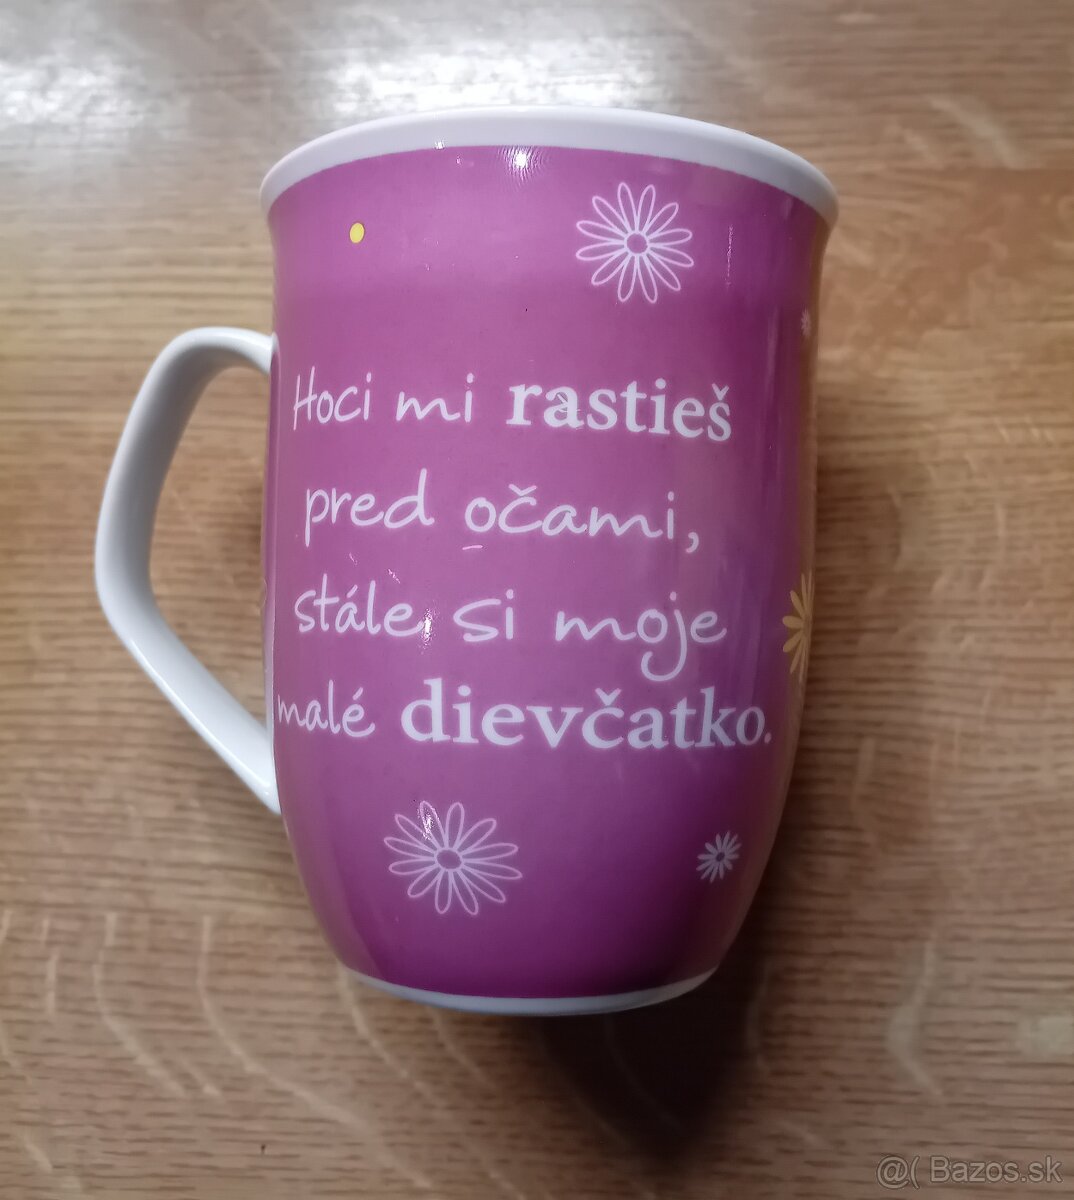 Hoci mi rastieš
pred očami,
stále si moje
malé dievčatko.
@( Bazos.sk